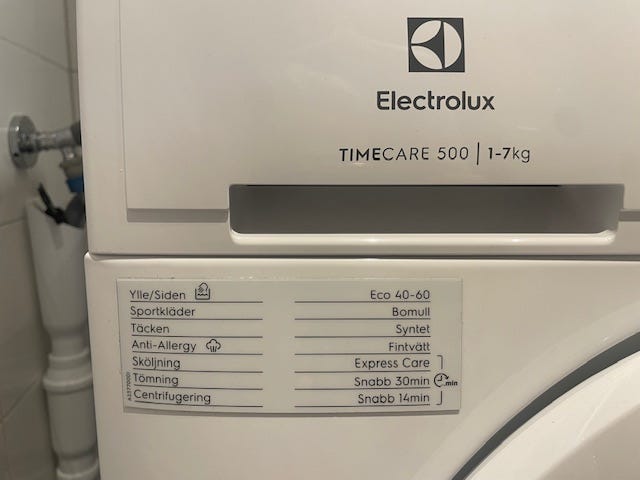 Electrolux
TIMECARE 500 | 1-7kg
Ylle/Siden
Sportkläder
Täcken
Anti-Allergy
Sköljning
Tömning
Centrifugering
Eco 40-60
Bomull
Syntet
Fintvätt
Express Care
Snabb 30min
Snabb 14min
min